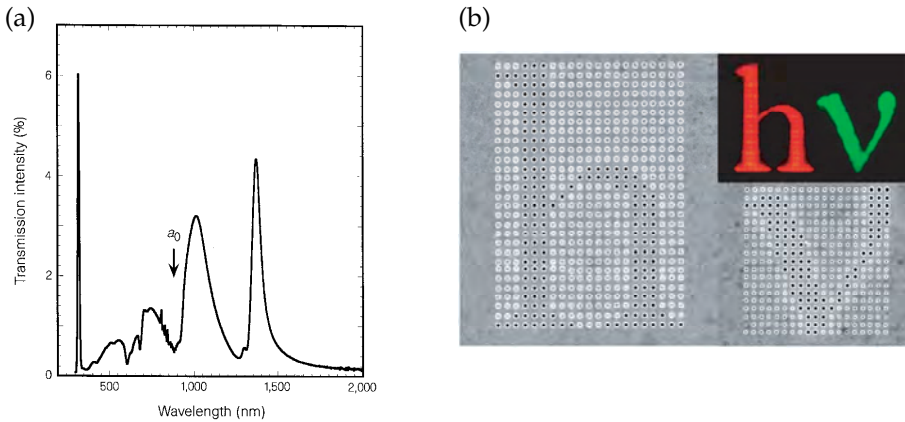 (a)
Transmission intensity (%)
6
4
2
0
a0
500
1,000
1,500
2,000
Wavelength (nm)
(b)
hν